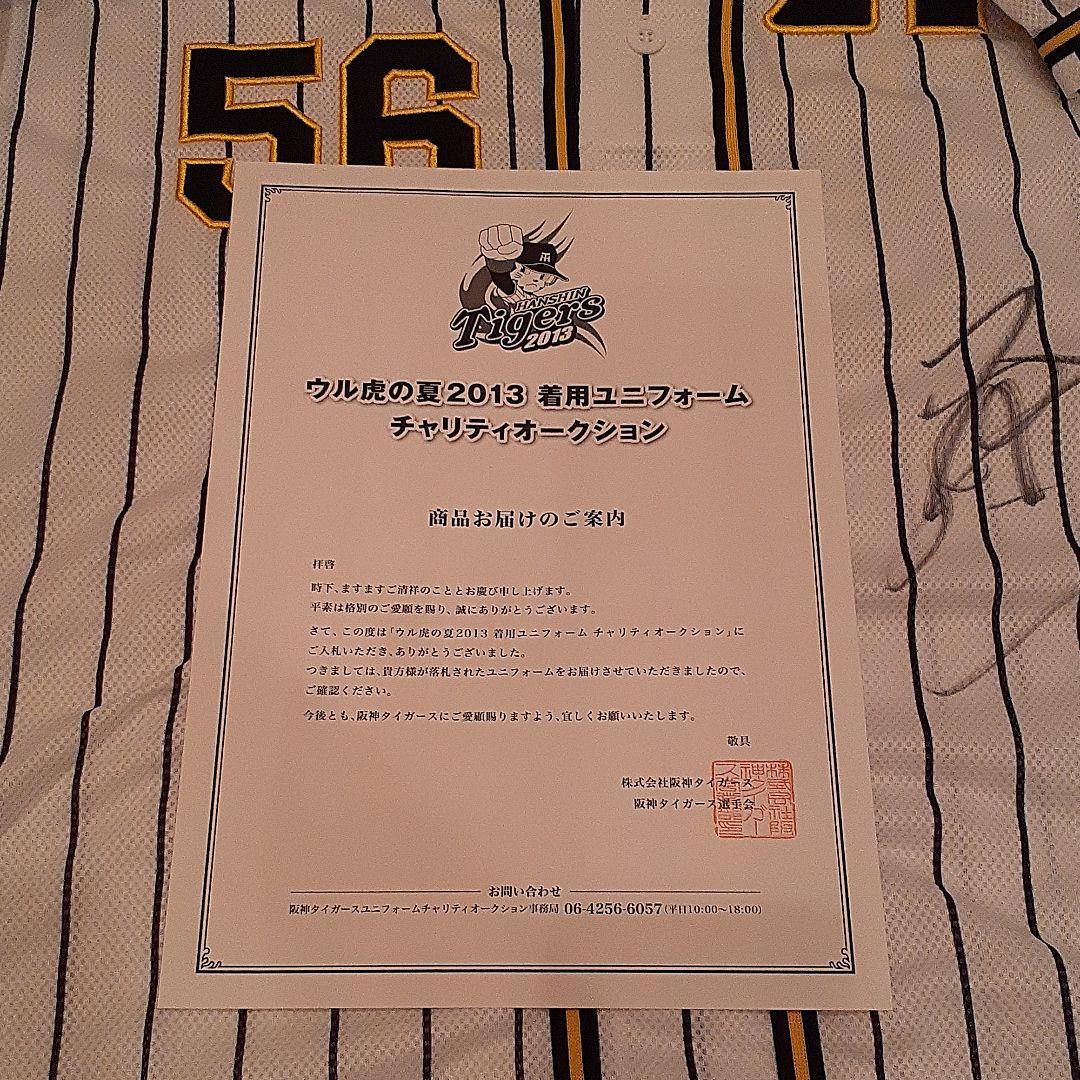 56
HANSHIN
Tigers
2013
ウル虎の夏2013 着用ユニフォーム
チャリティオークション
商品お届けのご案内
拝啓
時下、ますますご清祥のこととお慶び申し上げます。
平素は格別のご愛顧を賜り、誠にありがとうございます。
さて、この度は「ウル虎の夏2013 着用ユニフォーム チャリティオークション」に
ご入札いただき、ありがとうございました。
つきましては、貴方様が落札されたユニフォームをお届けさせていただきましたので、
ご確認ください。
今後とも、阪神タイガースにご愛顧賜りますよう、宜しくお願いいたします。
敬具
株式会社阪神タイガース
阪神タイガース選手会
お問い合わせ
阪神タイガースユニフォームチャリティオークション事務局 06-4256-6057(平日10:00～18:00)